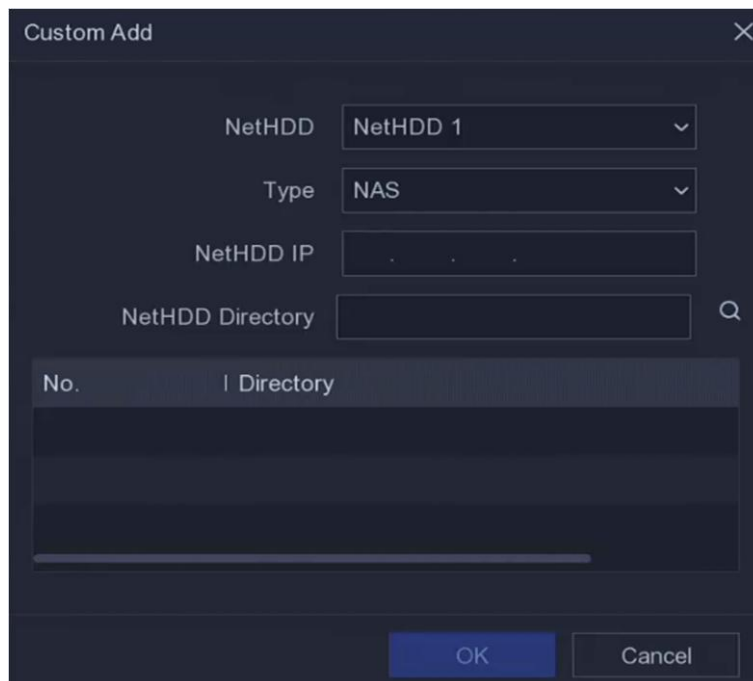 Custom Add
NetHDD NetHDD 1
Type NAS
NetHDD IP . . .
NetHDD Directory
No. | Directory
OK Cancel